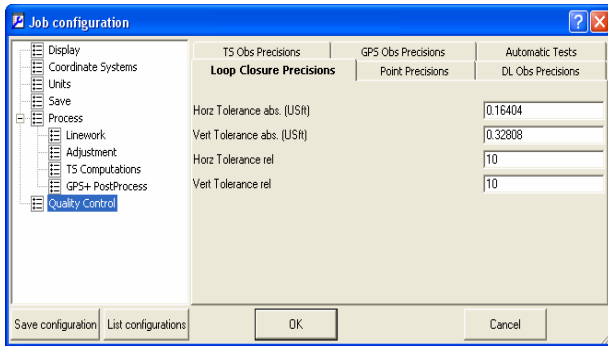 Job configuration
Display
Coordinate Systems
Units
Save
Process
Linework
Adjustment
TS Computations
GPS+ PostProcess
Quality Control
TS Obs Precisions
GPS Obs Precisions
Automatic Tests
Loop Closure Precisions
Point Precisions
DL Obs Precisions
Horz Tolerance abs. (USft)
0.16404
Vert Tolerance abs. (USft)
0.32808
Horz Tolerance rel
10
Vert Tolerance rel
10
Save configuration
List configurations
OK
Cancel